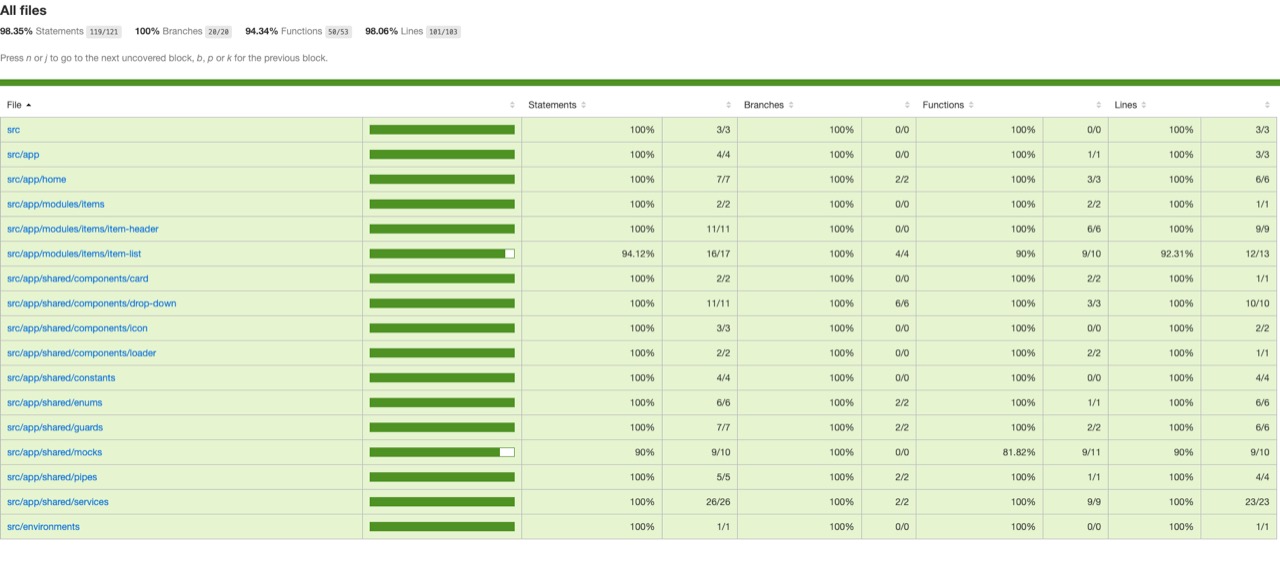 All files
98.35% Statements 119/121 100% Branches 20/20 94.34% Functions 50/53 98.06% Lines 101/103
Press n or j to go to the next uncovered block, b, p or k for the previous block.
File Statements Branches Functions Lines
src 100% 3/3 100% 0/0 100% 0/0 100% 3/3
src/app 100% 4/4 100% 0/0 100% 1/1 100% 3/3
src/app/home 100% 7/7 100% 2/2 100% 3/3 100% 6/6
src/app/modules/items 100% 2/2 100% 0/0 100% 2/2 100% 1/1
src/app/modules/items/item-header 100% 11/11 100% 0/0 100% 6/6 100% 9/9
src/app/modules/items/item-list 94.12% 16/17 100% 4/4 90% 9/10 92.31% 12/13
src/app/shared/components/card 100% 2/2 100% 0/0 100% 2/2 100% 1/1
src/app/shared/components/drop-down 100% 11/11 100% 6/6 100% 3/3 100% 10/10
src/app/shared/components/icon 100% 3/3 100% 0/0 100% 0/0 100% 2/2
src/app/shared/components/loader 100% 2/2 100% 0/0 100% 2/2 100% 1/1
src/app/shared/constants 100% 4/4 100% 0/0 100% 0/0 100% 4/4
src/app/shared/enums 100% 6/6 100% 2/2 100% 1/1 100% 6/6
src/app/shared/guards 100% 7/7 100% 2/2 100% 2/2 100% 6/6
src/app/shared/mocks 90% 9/10 100% 0/0 81.82% 9/11 90% 9/10
src/app/shared/pipes 100% 5/5 100% 2/2 100% 1/1 100% 4/4
src/app/shared/services 100% 26/26 100% 2/2 100% 9/9 100% 23/23
src/environments 100% 1/1 100% 0/0 100% 0/0 100% 1/1